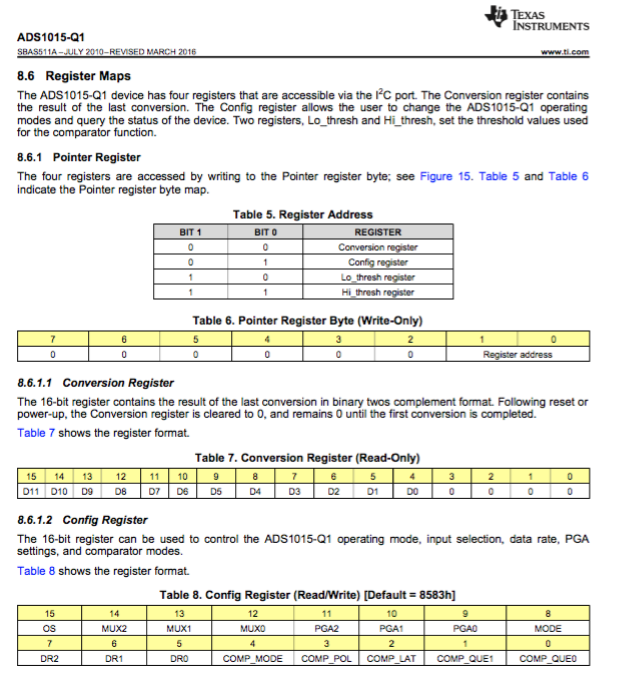 TEXAS
INSTRUMENTS
ADS1015-Q1
SBAS511A –JULY 2010–REVISED MARCH 2016
www.ti.com
8.6 Register Maps
The ADS1015-Q1 device has four registers that are accessible via the I²C port. The Conversion register contains
the result of the last conversion. The Config register allows the user to change the ADS1015-Q1 operating
modes and query the status of the device. Two registers, Lo_thresh and Hi_thresh, set the threshold values used
for the comparator function.
8.6.1 Pointer Register
The four registers are accessed by writing to the Pointer register byte; see Figure 15. Table 5 and Table 6
indicate the Pointer register byte map.
Table 5. Register Address
BIT 1 BIT 0 REGISTER
0 0 Conversion register
0 1 Config register
1 0 Lo_thresh register
1 1 Hi_thresh register
Table 6. Pointer Register Byte (Write-Only)
7 6 5 4 3 2 1 0
0 0 0 0 0 0 Register address
8.6.1.1 Conversion Register
The 16-bit register contains the result of the last conversion in binary twos complement format. Following reset or
power-up, the Conversion register is cleared to 0, and remains 0 until the first conversion is completed.
Table 7 shows the register format.
Table 7. Conversion Register (Read-Only)
15 14 13 12 11 10 9 8 7 6 5 4 3 2 1 0
D11 D10 D9 D8 D7 D6 D5 D4 D3 D2 D1 D0 0 0 0 0
8.6.1.2 Config Register
The 16-bit register can be used to control the ADS1015-Q1 operating mode, input selection, data rate, PGA
settings, and comparator modes.
Table 8 shows the register format.
Table 8. Config Register (Read/Write) [Default = 8583h]
15 14 13 12 11 10 9 8
OS MUX2 MUX1 MUX0 PGA2 PGA1 PGA0 MODE
7 6 5 4 3 2 1 0
DR2 DR1 DR0 COMP_MODE COMP_POL COMP_LAT COMP_QUE1 COMP_QUE0